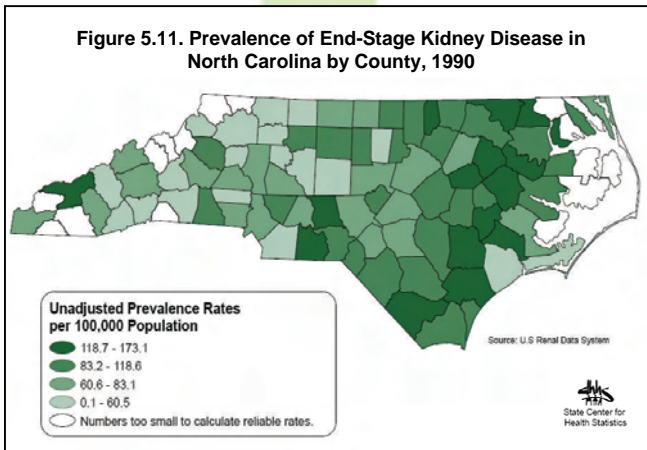 Figure 5.11. Prevalence of End-Stage Kidney Disease in
North Carolina by County, 1990
Unadjusted Prevalence Rates
per 100,000 Population
118.7 - 173.1
83.2 - 118.6
60.6 - 83.1
0.1 - 60.5
Numbers too small to calculate reliable rates.
Source: U.S Renal Data System
State Center for
Health Statistics